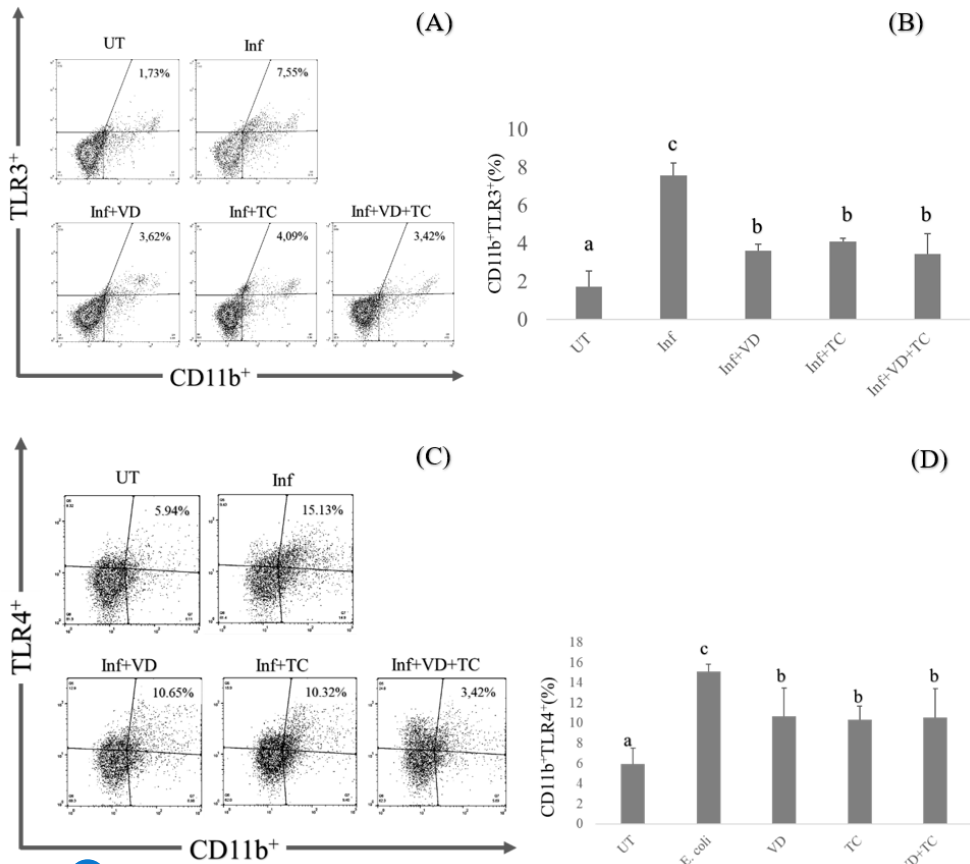 (A)
UT
Inf
1,73%
7,55%
Inf+VD
Inf+TC
Inf+VD+TC
3,62%
4,09%
3,42%
TLR3+
CD11b+
(B)
CD11b+TLR3+(%)
10
8
6
4
2
0
a
c
b
b
b
UT
Inf
Inf+VD
Inf+TC
Inf+VD+TC
(C)
UT
Inf
5.94%
15.13%
Inf+VD
Inf+TC
Inf+VD+TC
10.65%
10.32%
3,42%
TLR4+
CD11b+
(D)
CD11b+TLR4+(%)
18
16
14
12
10
8
6
4
2
0
a
c
b
b
b
UT
E. coli
VD
TC
VD+TC